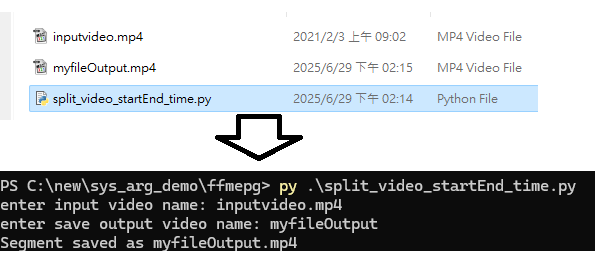 inputvideo.mp4 2021/2/3 上午 09:02 MP4 Video File
myfileOutput.mp4 2025/6/29 下午 02:15 MP4 Video File
split_video_startEnd_time.py 2025/6/29 下午 02:14 Python File
PS C:\new\sys_arg_demo\ffmepg> py .\split_video_startEnd_time.py
enter input video name: inputvideo.mp4
enter save output video name: myfileOutput
Segment saved as myfileOutput.mp4